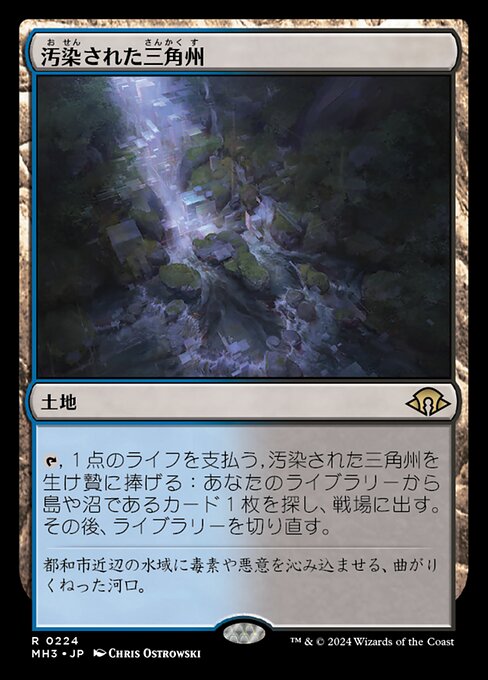 おせん さんかくす
汚染された三角州
土地
, 1点のライフを支払う, 汚染された三角州を
生け贄に捧げる:あなたのライブラリーから
島や沼であるカード1枚を探し、戦場に出す。
その後、ライブラリーを切り直す。
都和市近辺の水域に毒素や悪意を沁み込ませる、曲がり
くねった河口。
R 0224
MH3・JP Chris Ostrowski
™ & © 2024 Wizards of the Coast